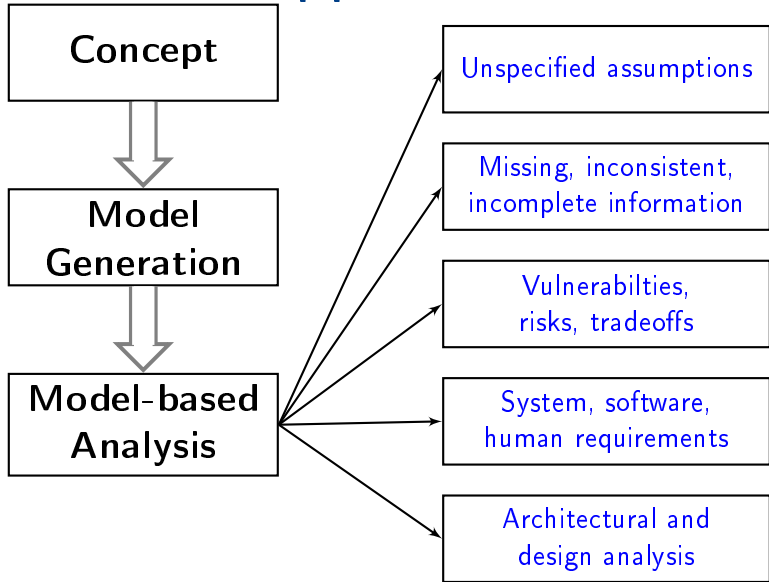 Concept
Model
Generation
Model-based
Analysis
Unspecified assumptions
Missing, inconsistent,
incomplete information
Vulnerabilties,
risks, tradeoffs
System, software,
human requirements
Architectural and
design analysis